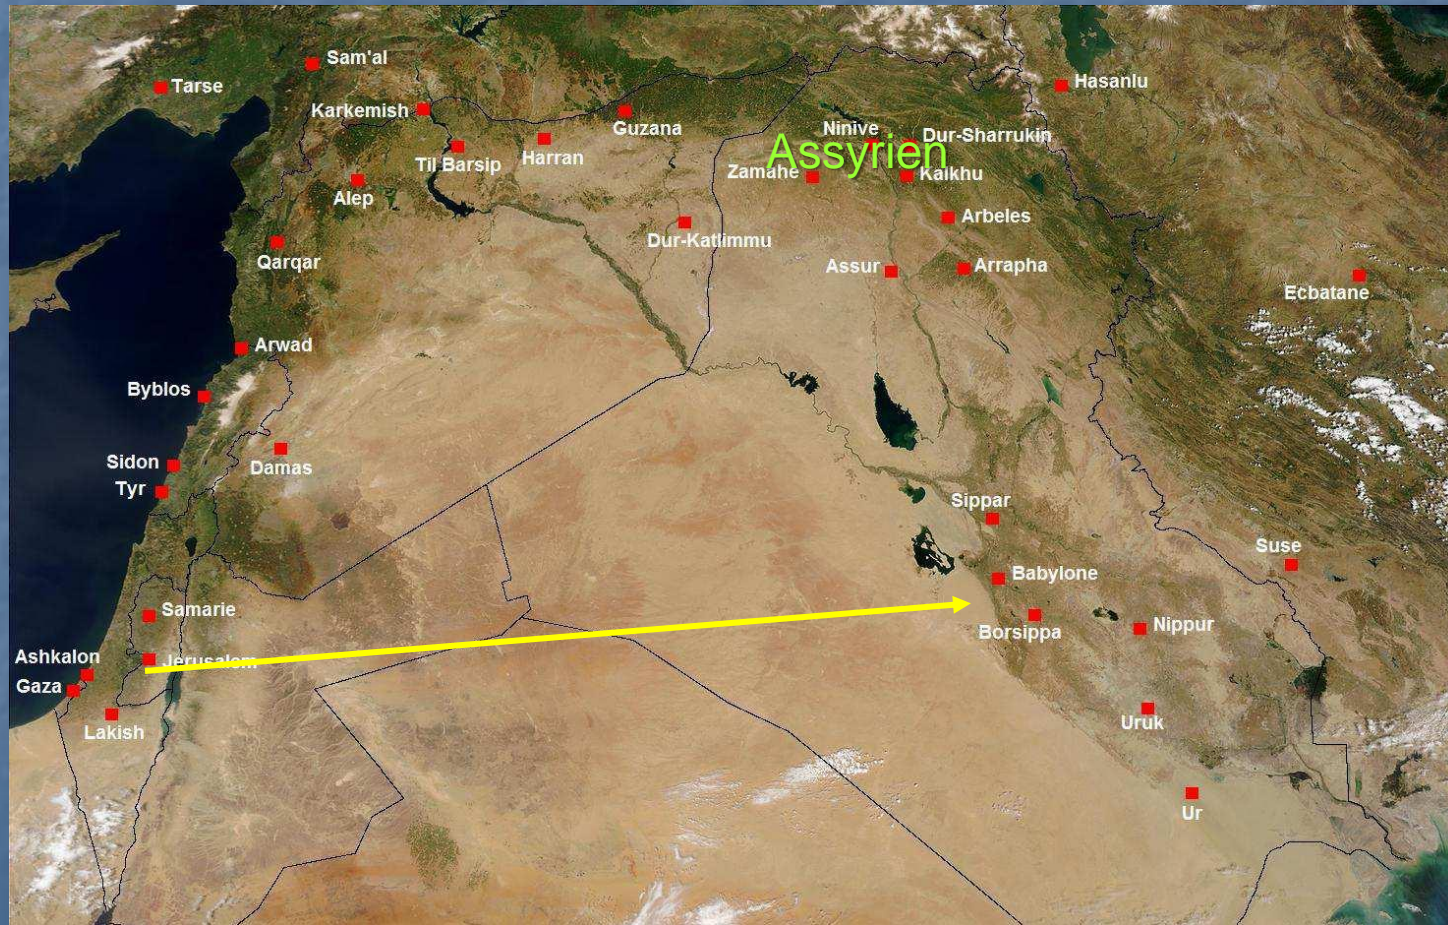 Sam'al
Tarse
Hasanlu
Karkemish
Guzana
Ninive
Dur-Sharrukin
Assyrien
Til Barsip
Harran
Zamahe
Kalkhu
Alep
Arbeles
Dur-Katlimmu
Qarqar
Assur
Arrapha
Ecbatane
Arwad
Byblos
Sidon
Damas
Tyr
Sippar
Suse
Babylone
Samarie
Borsippa
Nippur
Ashkalon
Jerusalem
Gaza
Lakish
Uruk
Ur